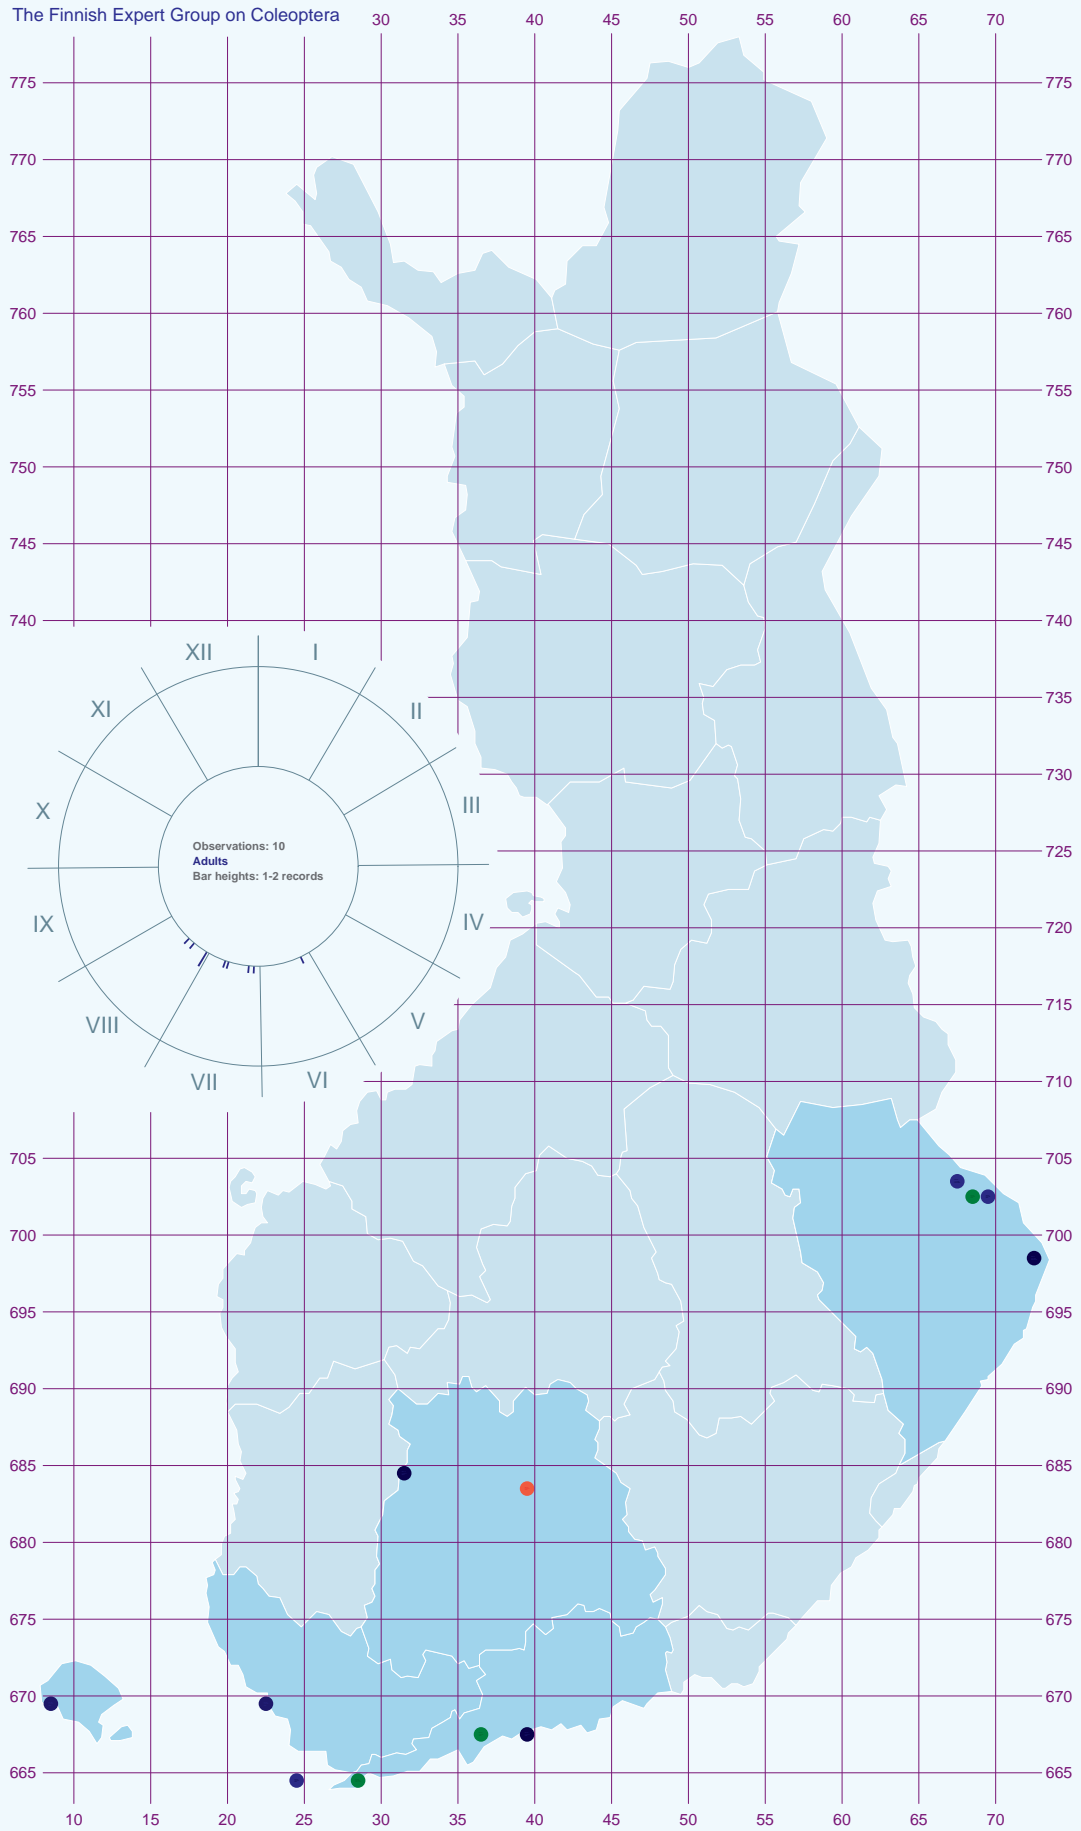 The Finnish Expert Group on Coleoptera
30 40 45 50 55 60 65 70
775 775
770 770
765 765
760 760
755 755
750 750
745 745
740 740
XII I
XI II
735
730
X III
Observations: 10
Adults
Bar heights: 1-2 records
725
IX IV 720
715
VIII V
VII VI 710
705 705
700 700
695 695
690 690
685 685
680 680
675 675
670 670
665 665
10 15 20 25 30 35 40 45 50 55 60 65 70